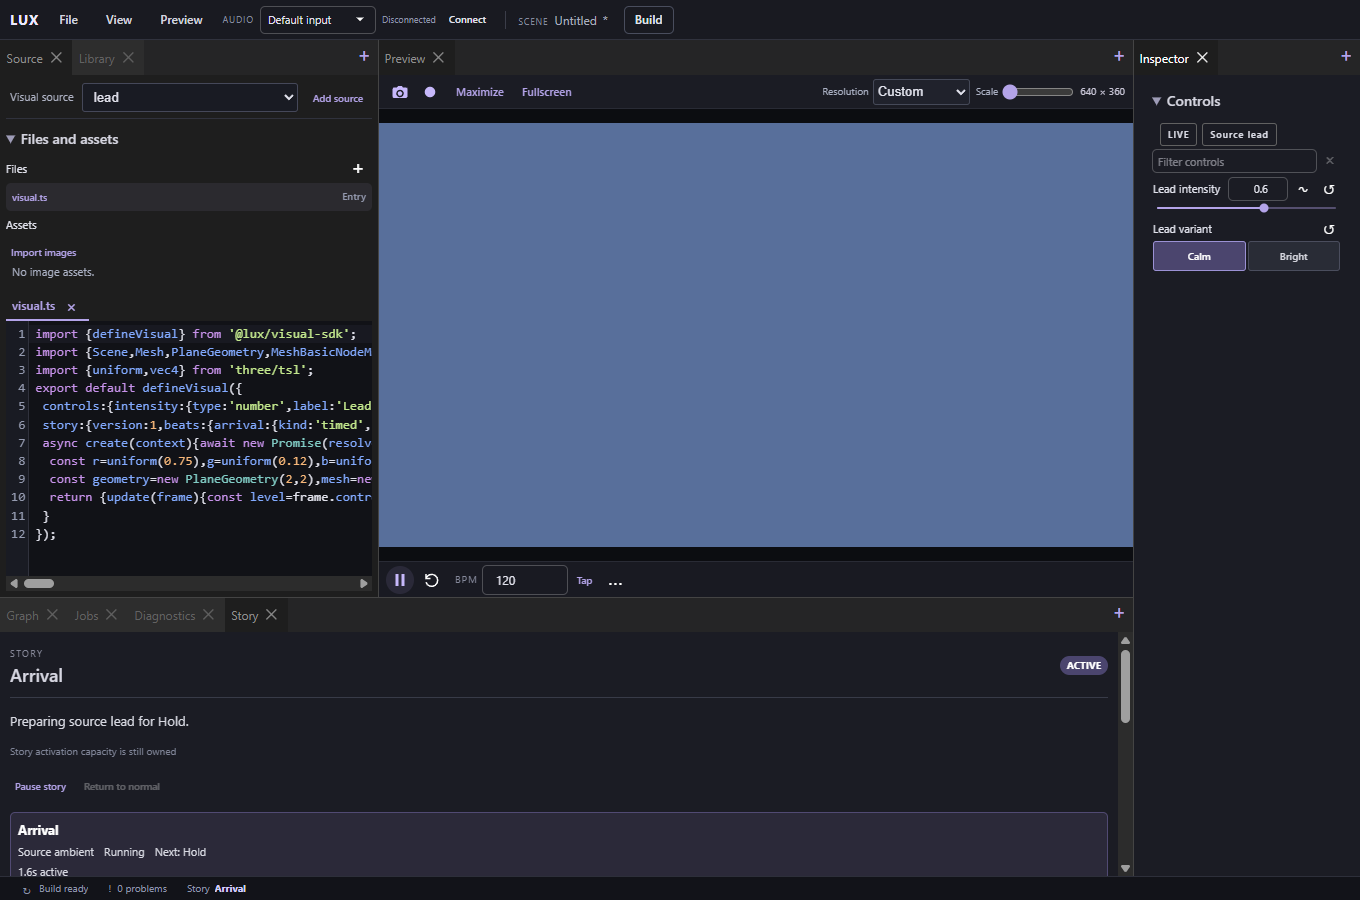 LUX File View Preview AUDIO Default input Disconnected Connect SCENE Untitled * Build
Source Library +
Visual source lead Add source
Files and assets
Files +
visual.ts Entry
Assets
Import images
No image assets.
visual.ts ×
1 import {defineVisual} from '@lux/visual-sdk';
2 import {Scene,Mesh,PlaneGeometry,MeshBasicNodeM
3 import {uniform,vec4} from 'three/tsl';
4 export default defineVisual({
5 controls:{intensity:{type:'number',label:'Lead
6 story:{version:1,beats:{arrival:{kind:'timed',
7 async create(context){await new Promise(resolv
8 const r=uniform(0.75),g=uniform(0.12),b=unifo
9 const geometry=new PlaneGeometry(2,2),mesh=new
10 return {update(frame){const level=frame.contr
11 }
12 });
Preview +
Maximize Fullscreen Resolution Custom Scale 640 × 360
BPM 120 Tap ...
Inspector +
Controls
LIVE Source lead
Filter controls ×
Lead intensity 0.6
Lead variant
Calm Bright
Graph Jobs Diagnostics Story +
STORY
Arrival ACTIVE
Preparing source lead for Hold.
Story activation capacity is still owned
Pause story Return to normal
Arrival
Source ambient Running Next: Hold
1.6s active
Build ready ! 0 problems Story Arrival